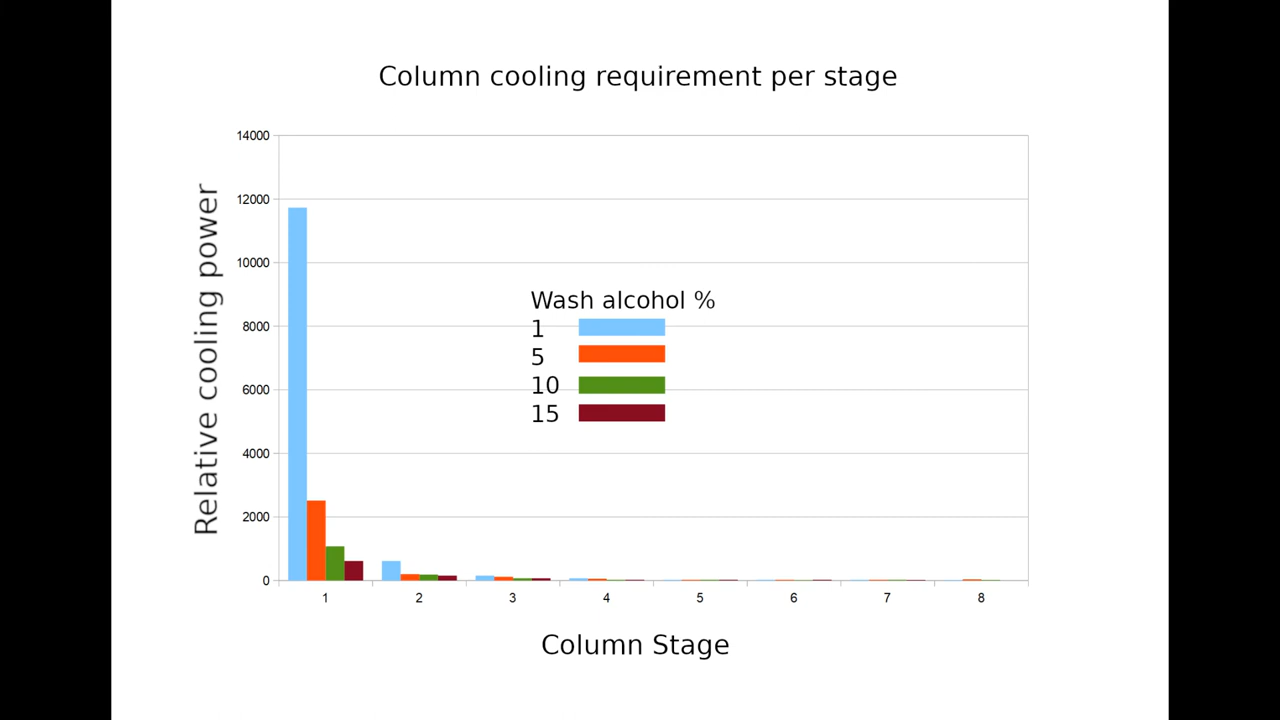 Column cooling requirement per stage
Relative cooling power
14000
12000
10000
8000
6000
4000
2000
0
Wash alcohol %
1
5
10
15
1 2 3 4 5 6 7 8
Column Stage